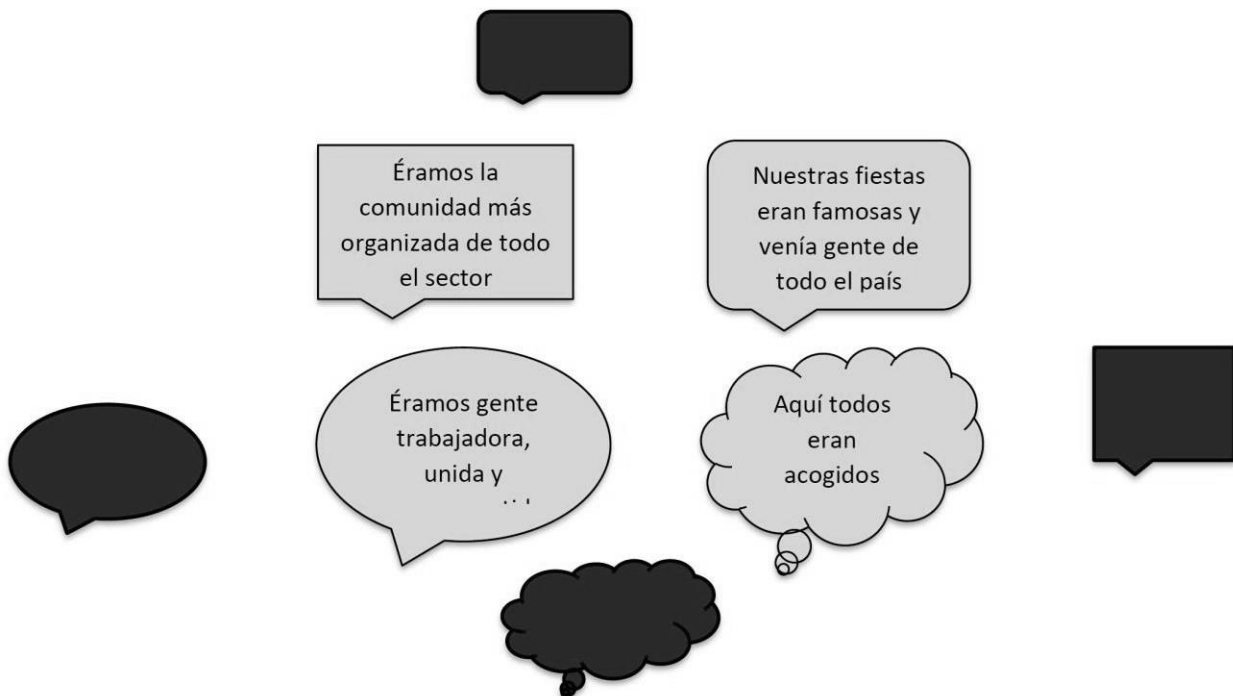 Éramos la
comunidad más
organizada de todo
el sector
Nuestras fiestas
eran famosas y
venía gente de
todo el país
Éramos gente
trabajadora,
unida y
Aquí todos
eran
acogidos